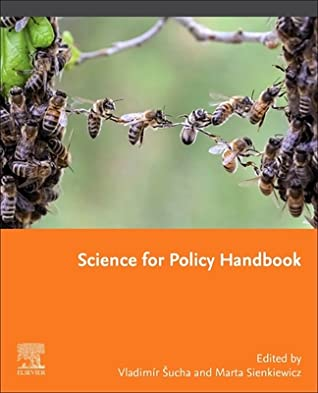 Science for Policy Handbook
Edited by
Vladimír Šucha and Marta Sienkiewicz
ELSEVIER